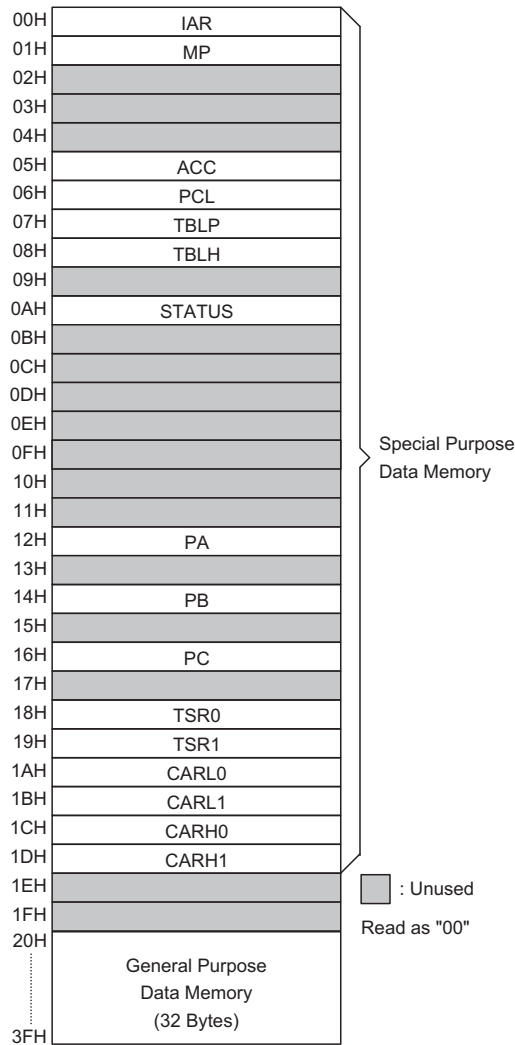 00H IAR
01H MP
02H
03H
04H
05H ACC
06H PCL
07H TBLP
08H TBLH
09H
0AH STATUS
0BH
0CH
0DH
0EH
0FH
10H
11H
12H PA
13H
14H PB
15H
16H PC
17H
18H TSR0
19H TSR1
1AH CARL0
1BH CARL1
1CH CARH0
1DH CARH1
1EH
1FH
20H
General Purpose
Data Memory
(32 Bytes)
3FH
Special Purpose
Data Memory
: Unused
Read as "00"